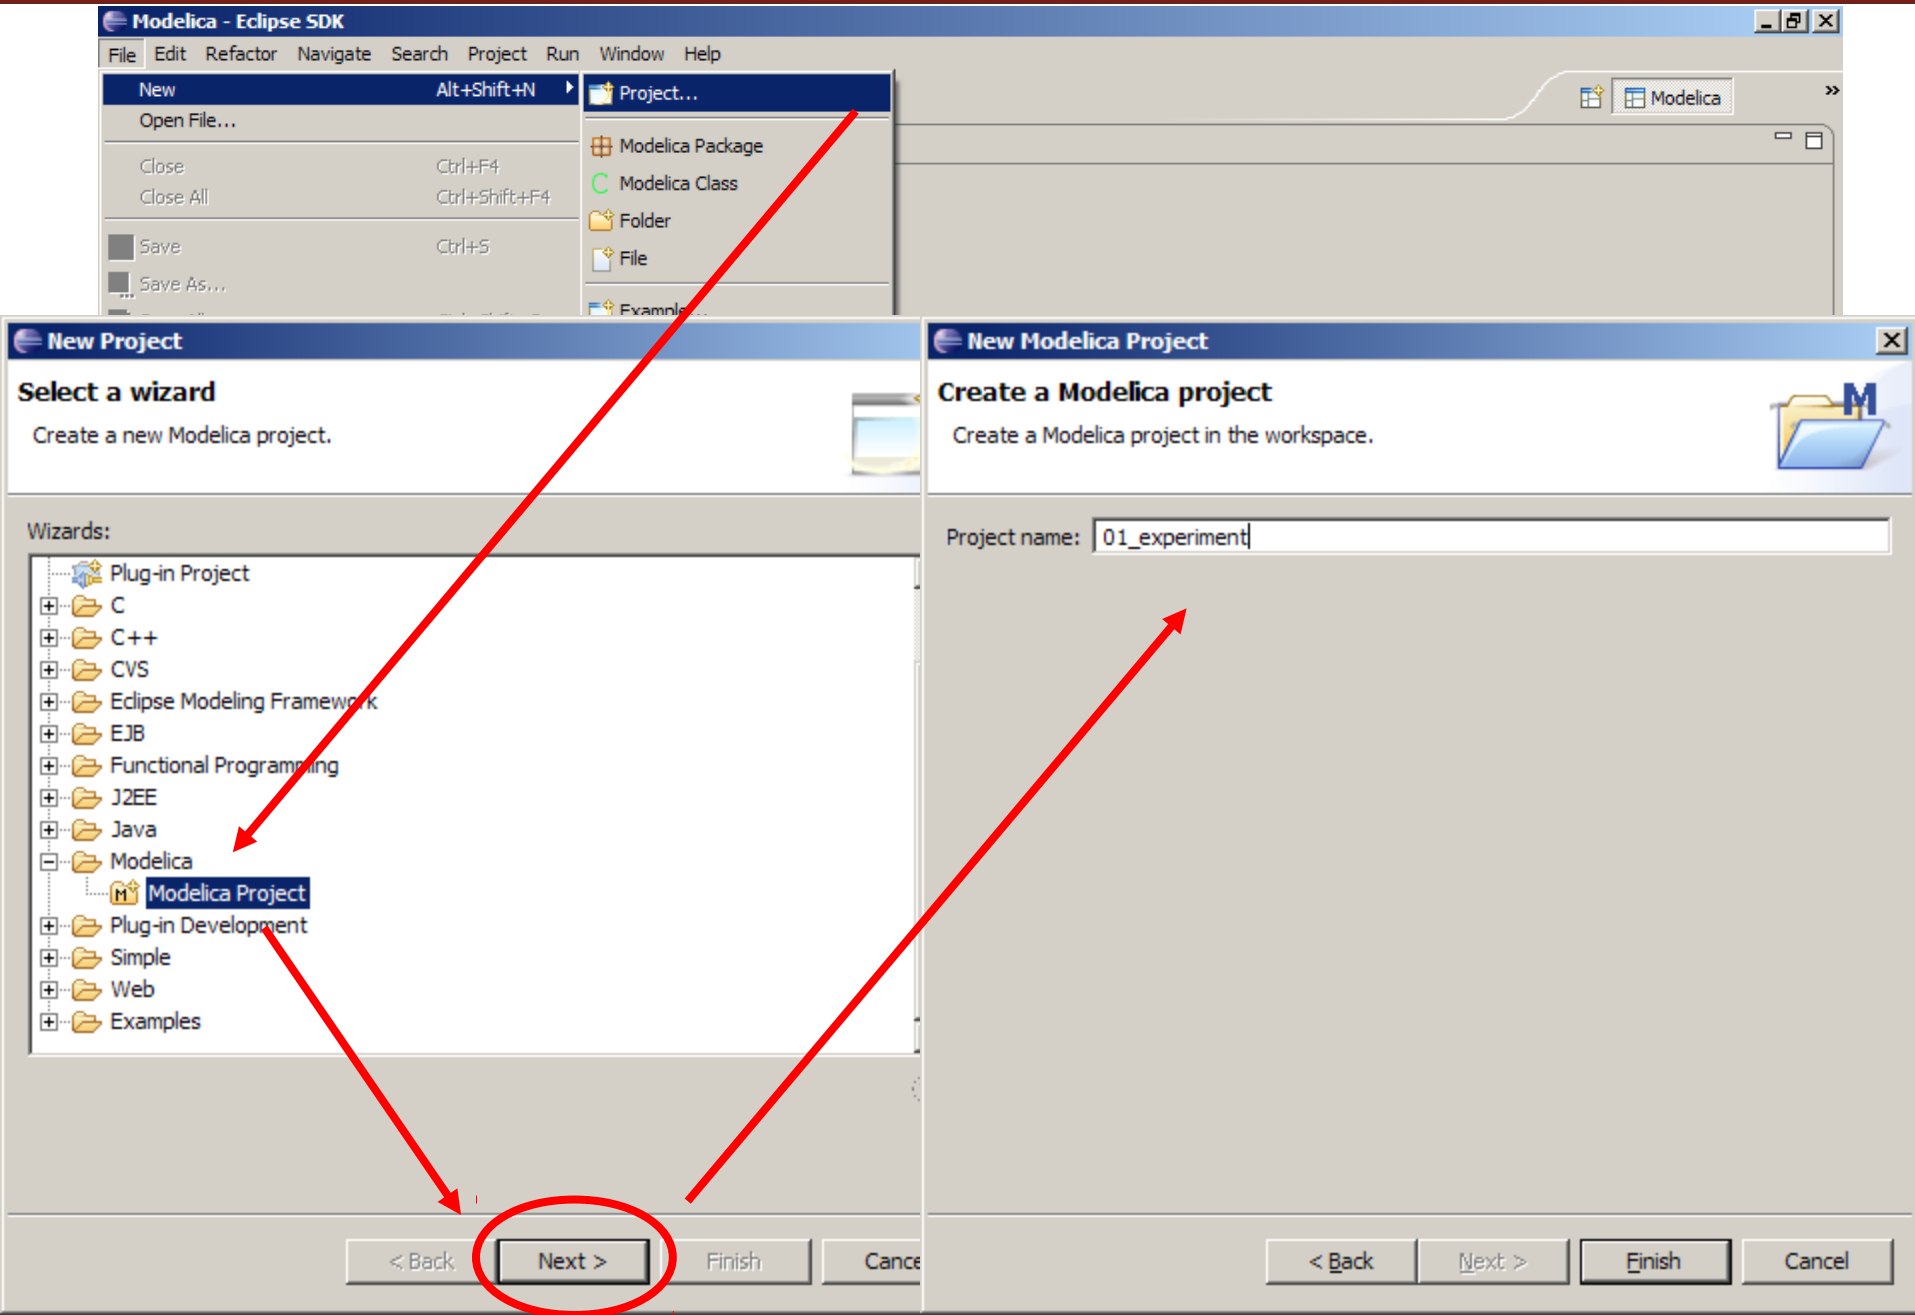 Modelica - Eclipse SDK
File Edit Refactor Navigate Search Project Run Window Help
New Alt+Shift+N
Open File...
Close Ctrl+F4
Close All Ctrl+Shift+F4
Save Ctrl+S
Save As...
Project...
Modelica Package
Modelica Class
Folder
File
Example...
Modelica
New Project
Select a wizard
Create a new Modelica project.
Wizards:
Plug-in Project
C
C++
CVS
Eclipse Modeling Framework
EJB
Functional Programming
J2EE
Java
Modelica
Modelica Project
Plug-in Development
Simple
Web
Examples
< Back Next > Finish Cance
New Modelica Project
Create a Modelica project
Create a Modelica project in the workspace.
M
Project name: 01_experiment
< Back Next > Finish Cancel